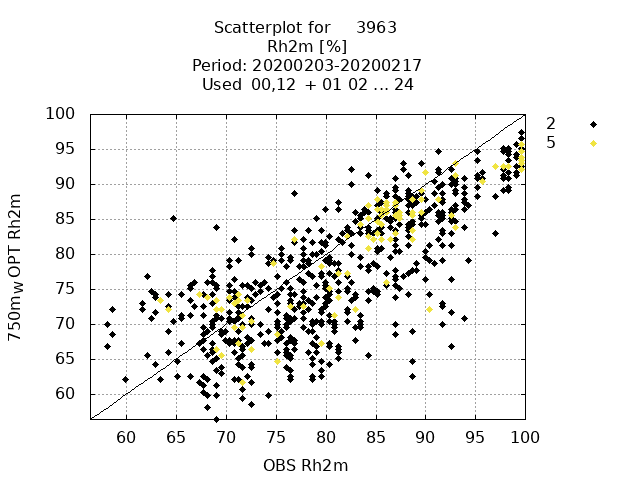 Scatterplot for 3963
Rh2m [%]
Period: 20200203-20200217
Used 00,12 + 01 02 ... 24
2
5
100
95
90
85
80
75
70
65
60
750m_W OPT Rh2m
60 65 70 75 80 85 90 95 100
OBS Rh2m